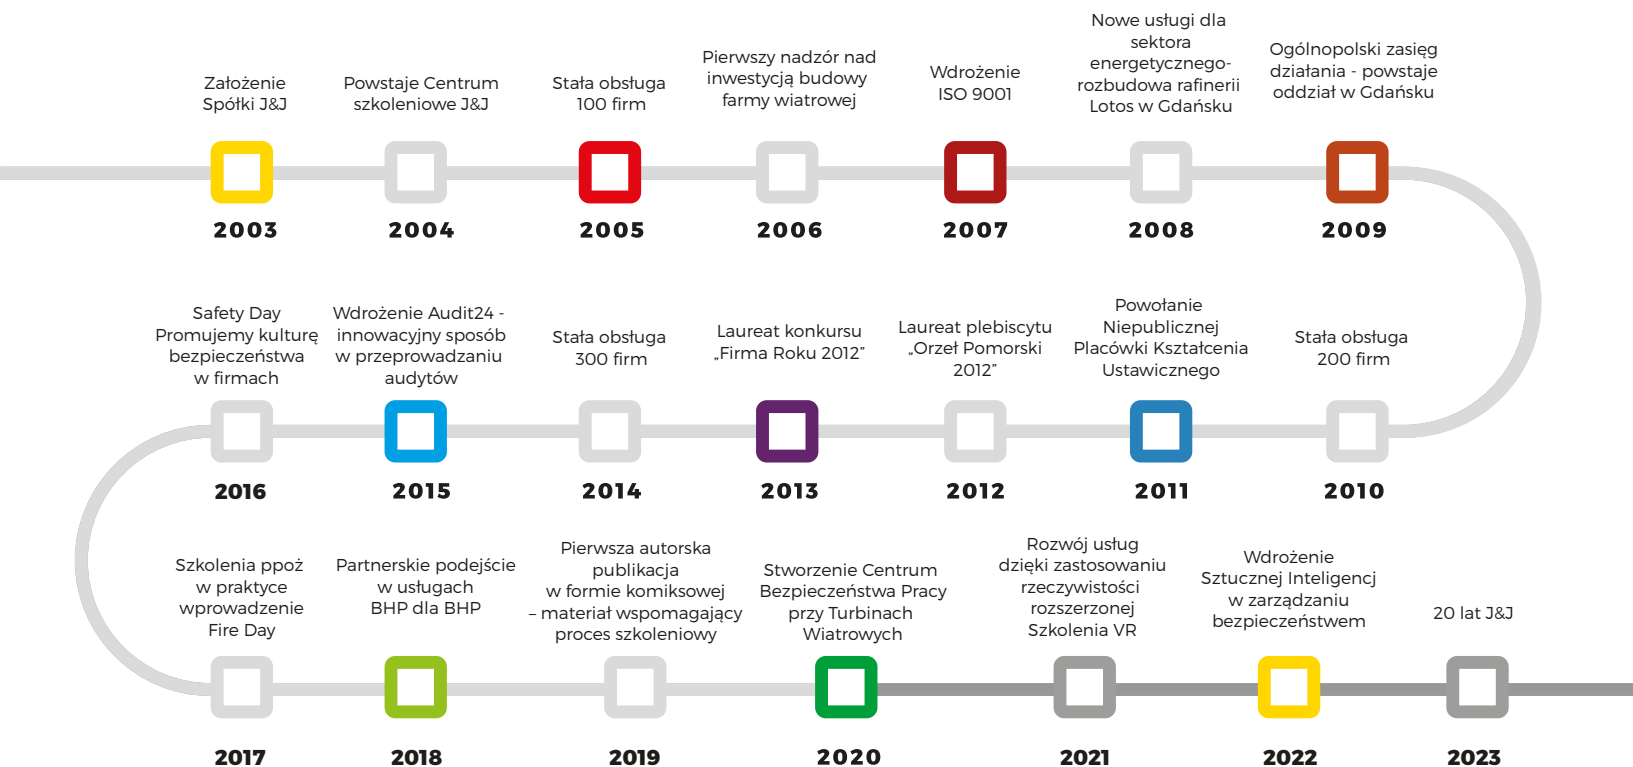 Założenie
Spółki J&J
2003
Powstaje Centrum
szkoleniowe J&J
2004
Stała obsługa
100 firm
2005
Pierwszy nadzór nad
inwestycją budowy
farmy wiatrowej
2006
Wdrożenie
ISO 9001
2007
Nowe usługi dla
sektora
energetycznego-
rozbudowa rafinerii
Lotos w Gdańsku
2008
Ogólnopolski zasięg
działania - powstaje
oddział w Gdańsku
2009
Stała obsługa
200 firm
2010
Powołanie
Niepublicznej
Placówki Kształcenia
Ustawicznego
2011
Laureat plebiscytu
„Orzeł Pomorski
2012”
2012
Laureat konkursu
„Firma Roku 2012”
2013
Stała obsługa
300 firm
2014
Wdrożenie Audit24 -
innowacyjny sposób
w przeprowadzaniu
audytów
2015
Safety Day
Promujemy kulturę
bezpieczeństwa
w firmach
2016
Szkolenia ppoż
w praktyce
wprowadzenie
Fire Day
2017
Partnerskie podejście
w usługach
BHP dla BHP
2018
Pierwsza autorska
publikacja
w formie komiksowej
– materiał wspomagający
proces szkoleniowy
2019
Stworzenie Centrum
Bezpieczeństwa Pracy
przy Turbinach
Wiatrowych
2020
Rozwój usług
dzięki zastosowaniu
rzeczywistości
rozszerzonej
Szkolenia VR
2021
Wdrożenie
Sztucznej Inteligencj
w zarządzaniu
bezpieczeństwem
2022
20 lat J&J
2023